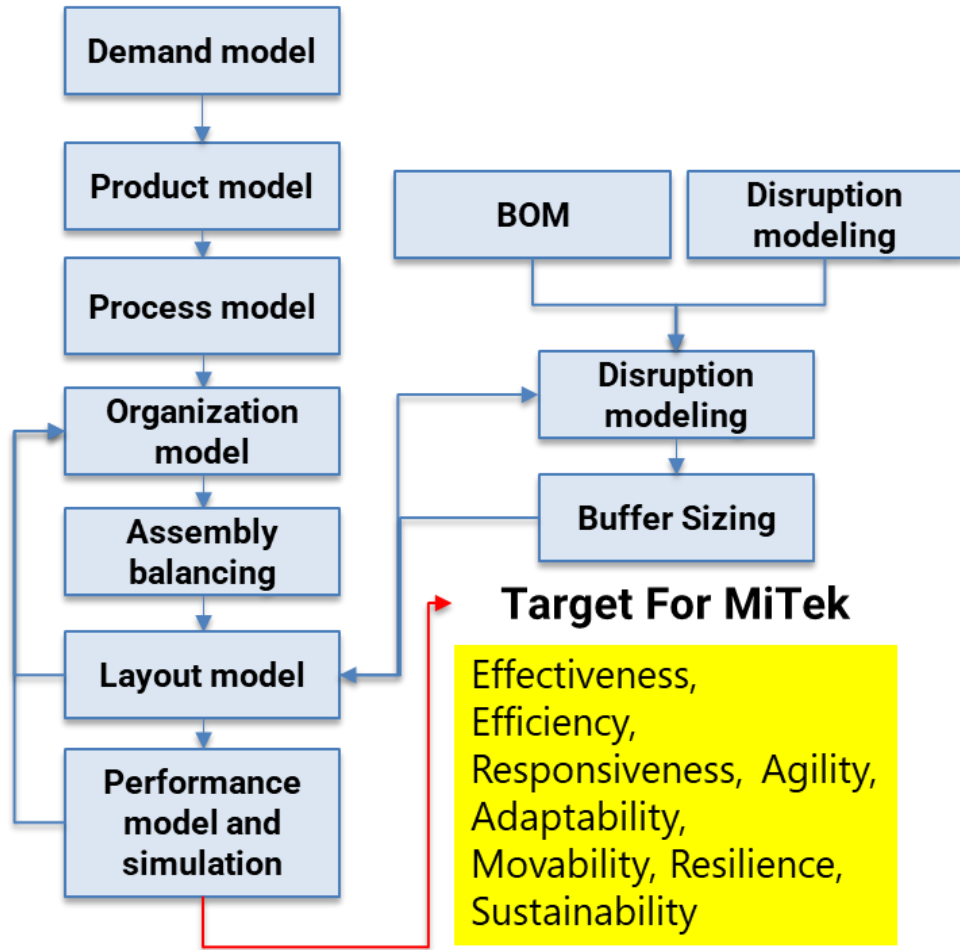 Demand model
Product model
Process model
Organization
model
Assembly
balancing
Layout model
Performance
model and
simulation
BOM
Disruption
modeling
Disruption
modeling
Buffer Sizing
Target For MiTek
Effectiveness,
Efficiency,
Responsiveness, Agility,
Adaptability,
Movability, Resilience,
Sustainability